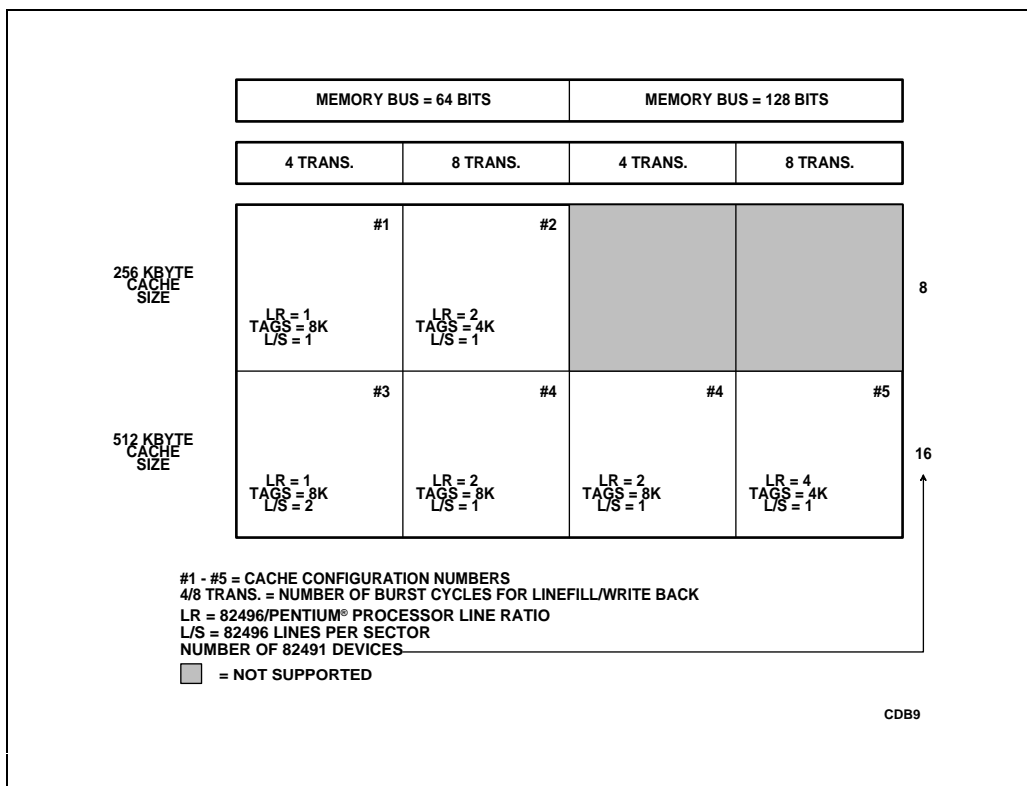 MEMORY BUS = 64 BITS
MEMORY BUS = 128 BITS
4 TRANS.
8 TRANS.
4 TRANS.
8 TRANS.
256 KBYTE
CACHE
SIZE
#1
LR = 1
TAGS = 8K
L/S = 1
#2
LR = 2
TAGS = 4K
L/S = 1
8
512 KBYTE
CACHE
SIZE
#3
LR = 1
TAGS = 8K
L/S = 2
#4
LR = 2
TAGS = 8K
L/S = 1
#4
LR = 2
TAGS = 8K
L/S = 1
#5
LR = 4
TAGS = 4K
L/S = 1
16
#1 - #5 = CACHE CONFIGURATION NUMBERS
4/8 TRANS. = NUMBER OF BURST CYCLES FOR LINEFILL/WRITE BACK
LR = 82496/PENTIUM® PROCESSOR LINE RATIO
L/S = 82496 LINES PER SECTOR
NUMBER OF 82491 DEVICES
= NOT SUPPORTED
CDB9